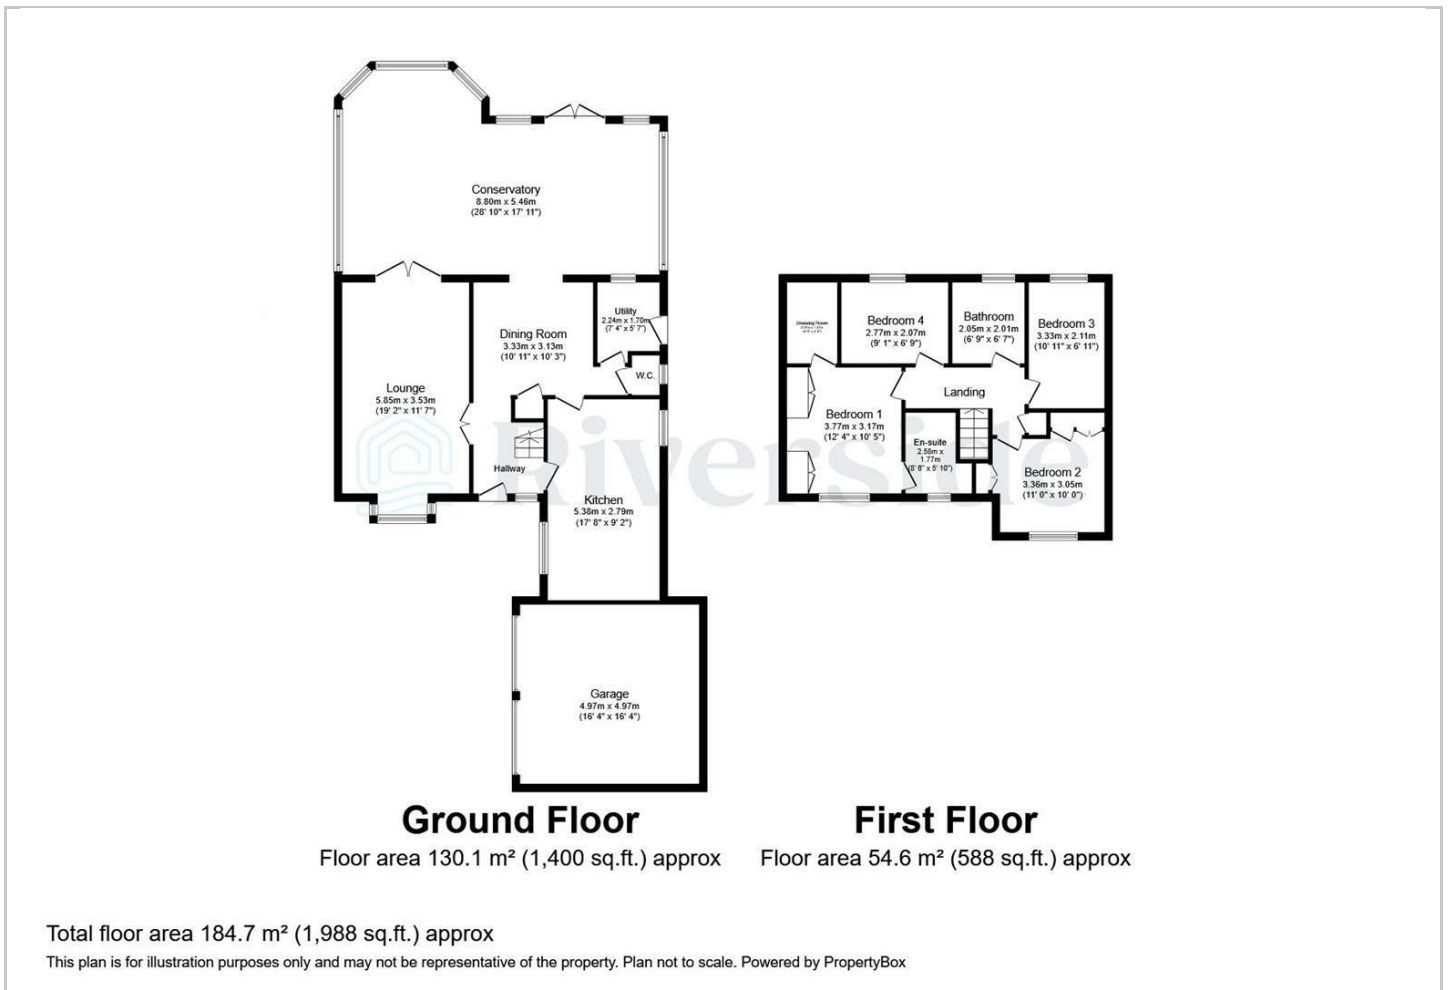 Conservatory
8.80m x 5.46m
(28' 10" x 17' 11")
Utility
2.24m x 1.70m
(7' 4" x 5' 7")
Dining Room
3.33m x 3.13m
(10' 11" x 10' 3")
W.C.
Lounge
5.85m x 3.53m
(19' 2" x 11' 7")
Hallway
Kitchen
5.38m x 2.79m
(17' 8" x 9' 2")
Garage
4.97m x 4.97m
(16' 4" x 16' 4")
Dressing Room
Bedroom 4
2.77m x 2.07m
(9' 1" x 6' 9")
Bathroom
2.05m x 2.01m
(6' 9" x 6' 7")
Bedroom 3
3.33m x 2.11m
(10' 11" x 6' 11")
Landing
Bedroom 1
3.77m x 3.17m
(12' 4" x 10' 5")
En-suite
2.58m x
1.77m
(8' 6" x 5' 10")
Bedroom 2
3.36m x 3.05m
(11' 0" x 10' 0")
Riverside
Ground Floor
Floor area 130.1 m² (1,400 sq.ft.) approx
First Floor
Floor area 54.6 m² (588 sq.ft.) approx
Total floor area 184.7 m² (1,988 sq.ft.) approx
This plan is for illustration purposes only and may not be representative of the property. Plan not to scale. Powered by PropertyBox